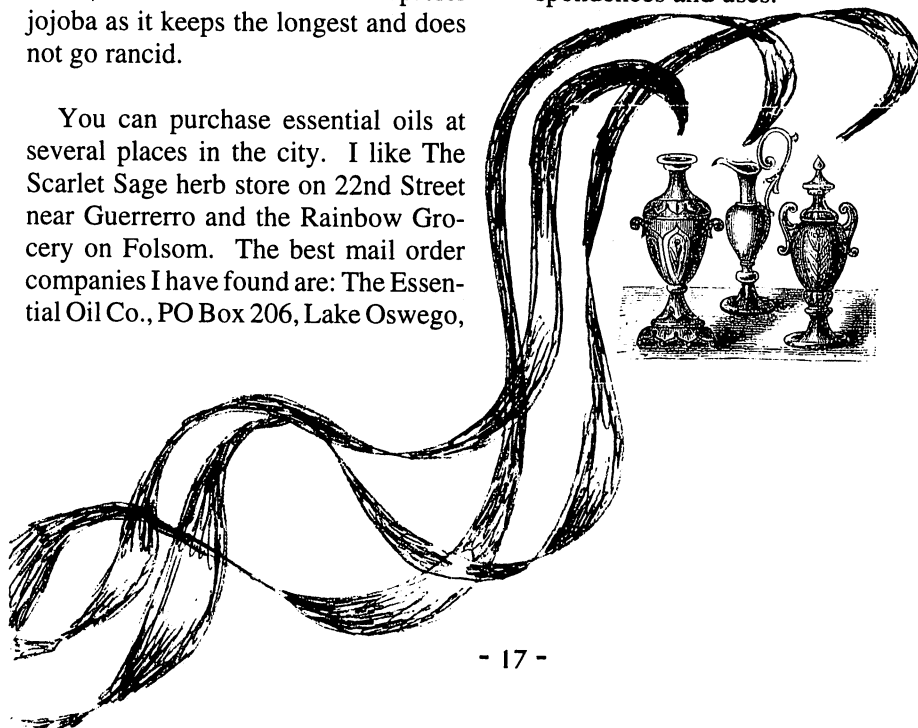 jojoba as it keeps the longest and does
not go rancid.
You can purchase essential oils at
several places in the city. I like The
Scarlet Sage herb store on 22nd Street
near Guerrerro and the Rainbow Gro-
cery on Folsom. The best mail order
companies I have found are: The Essen-
tial Oil Co., PO Box 206, Lake Oswego,
spondences and uses.
- 17 -